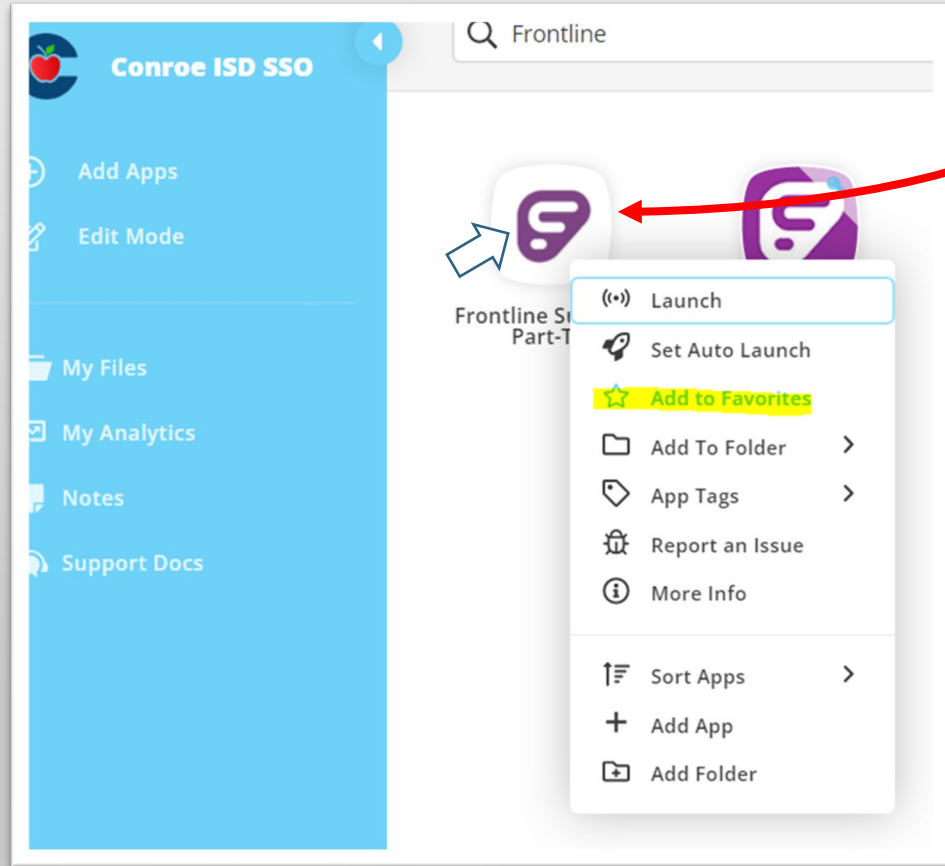 Conroe ISD SSO
Frontline
Add Apps
Edit Mode
My Files
My Analytics
Notes
Support Docs
Frontline
Launch
Set Auto Launch
Add to Favorites
Add To Folder
App Tags
Report an Issue
More Info
Sort Apps
Add App
Add Folder